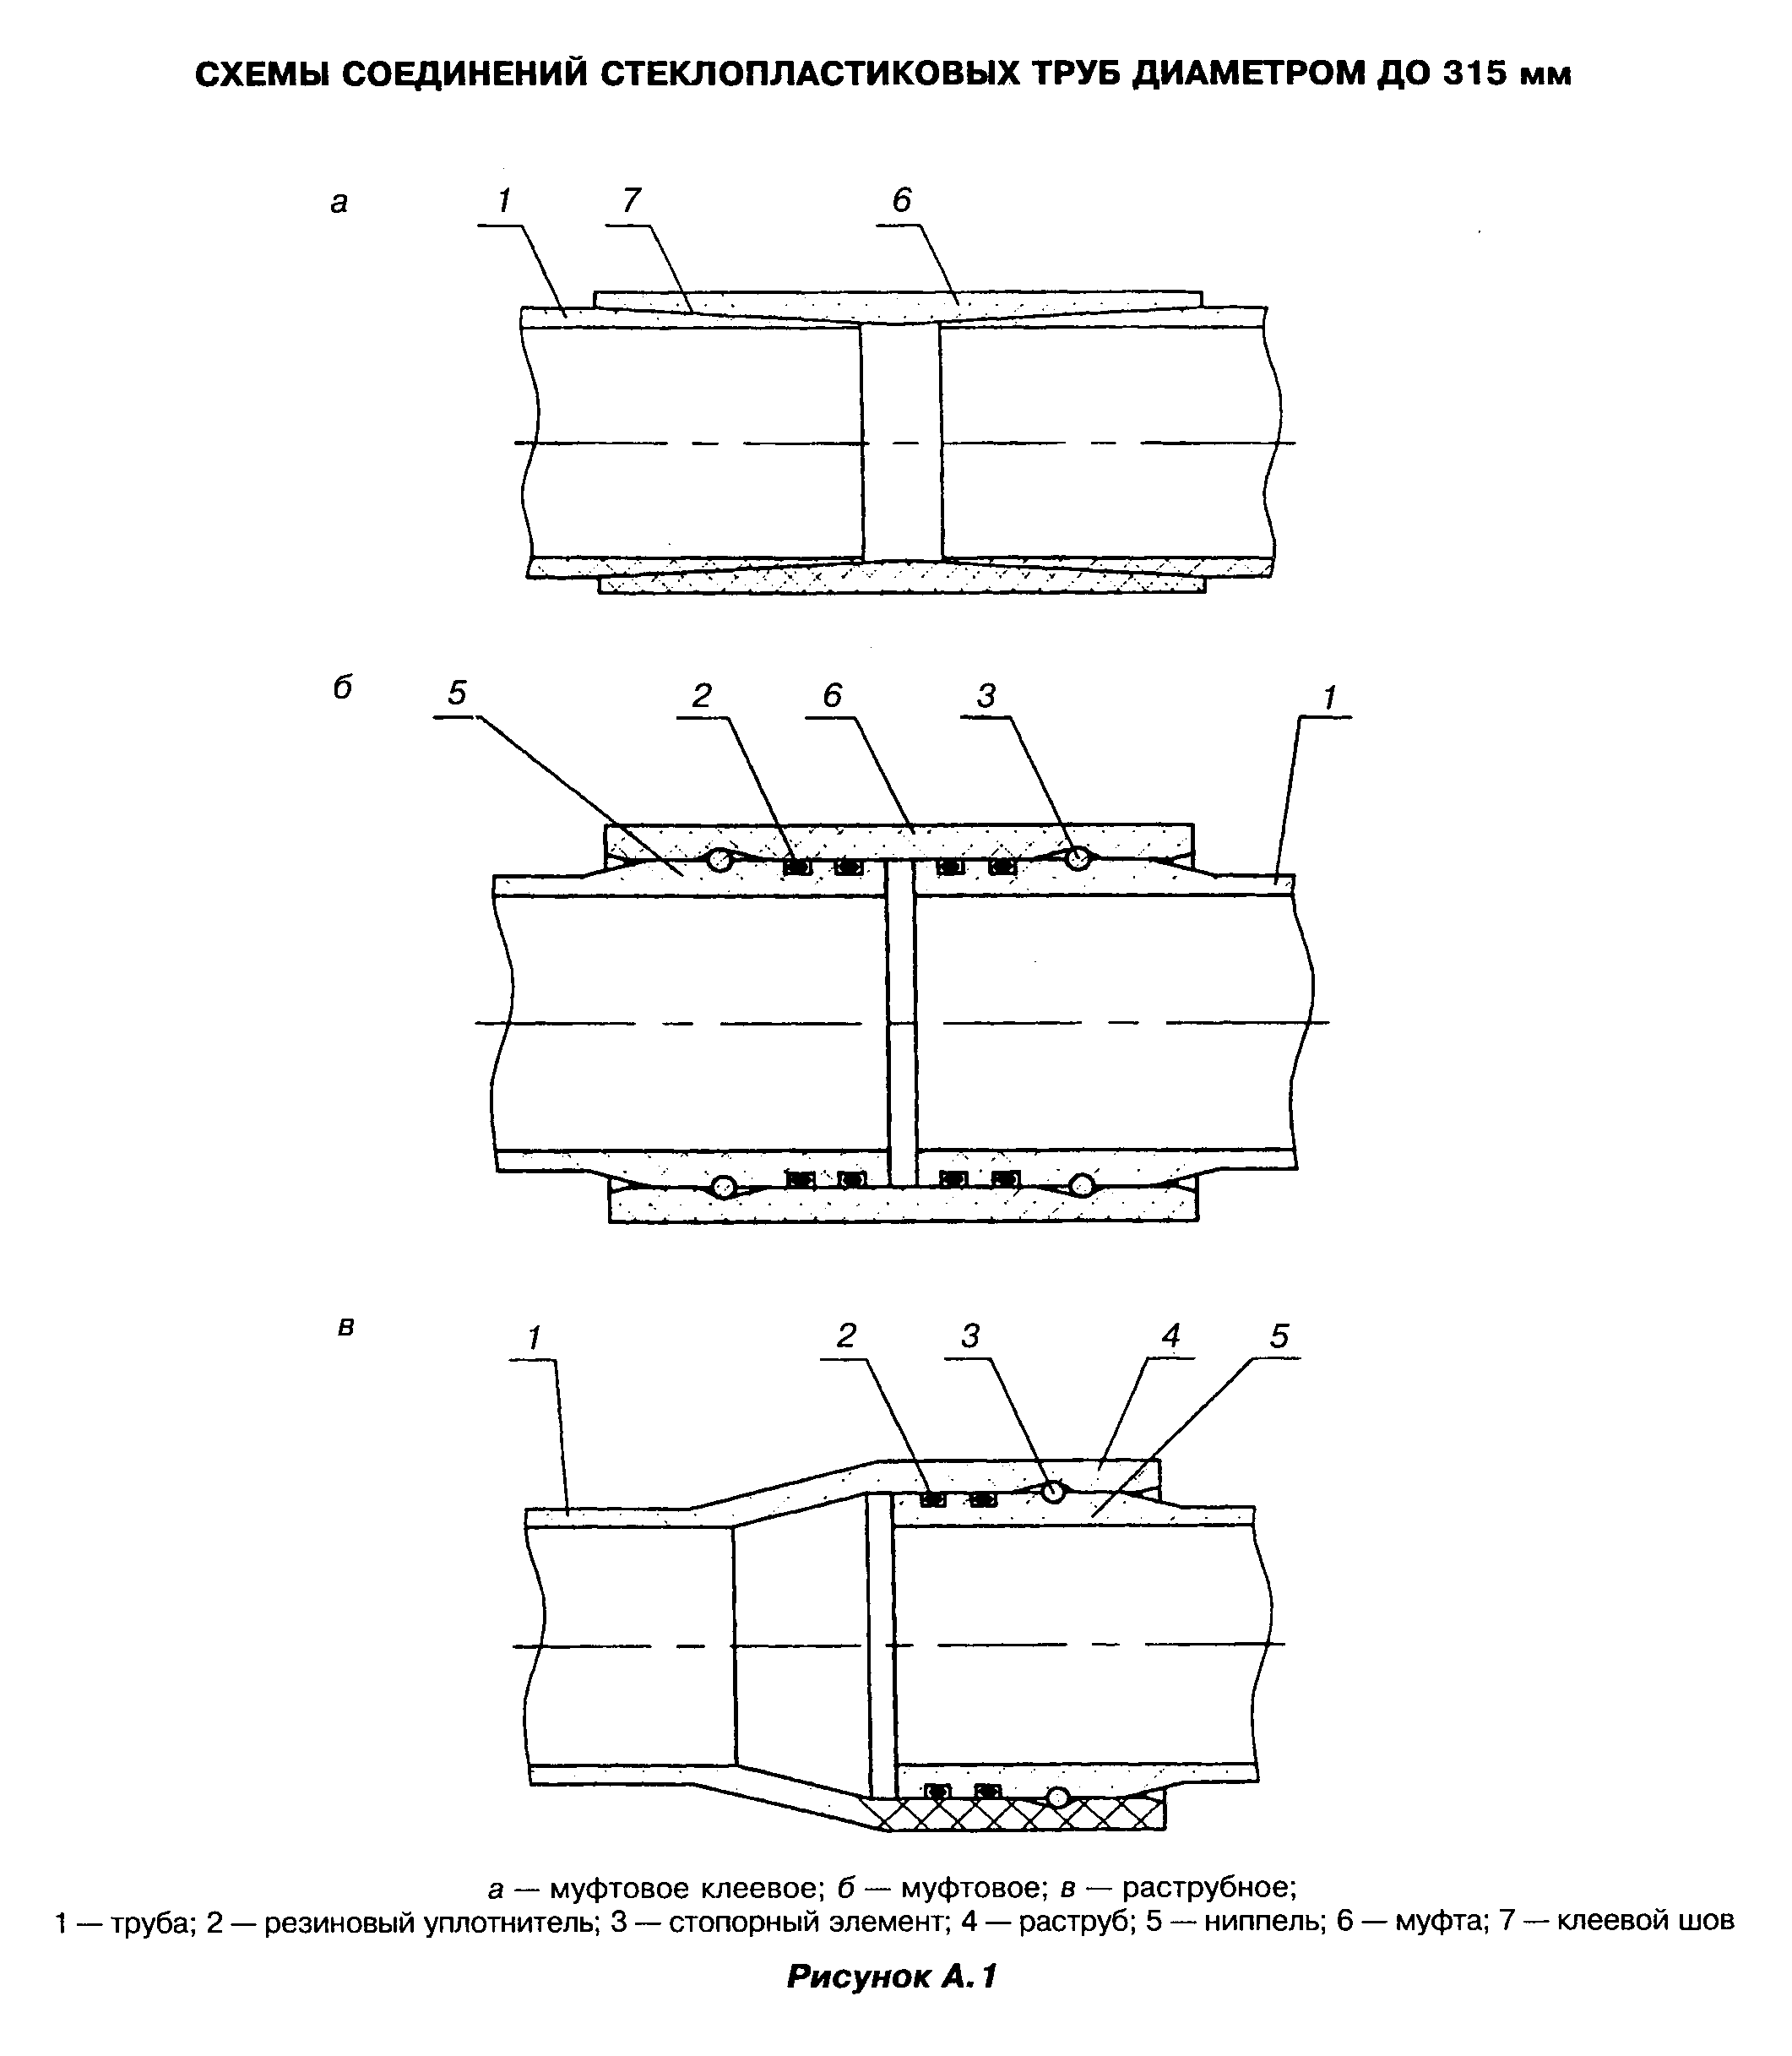 СХЕМЫ СОЕДИНЕНИЙ СТЕКЛОПЛАСТИКОВЫХ ТРУБ ДИАМЕТРОМ ДО 315 мм
а 1 7 6
б 5 2 6 3 1
в 1 2 3 4 5
а — муфтовое клеевое; б — муфтовое; в — раструбное;
1 — труба; 2 — резиновый уплотнитель; 3 — стопорный элемент; 4 — раструб; 5 — ниппель; 6 — муфта; 7 — клеевой шов
Рисунок А.1